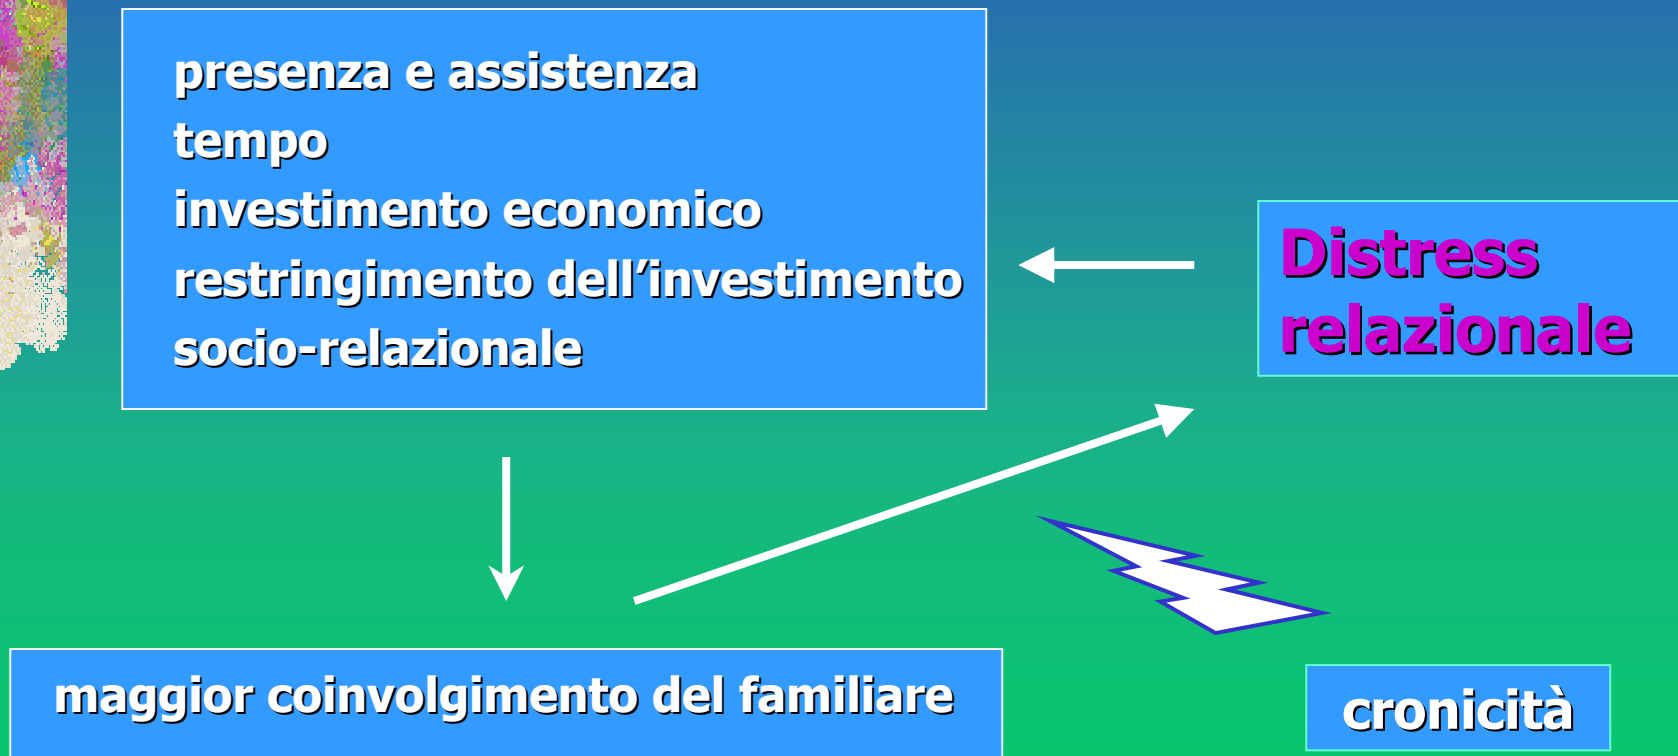 presenza e assistenza
tempo
investimento economico
restringimento dell’investimento
socio-relazionale
Distress
relazionale
maggior coinvolgimento del familiare
cronicità